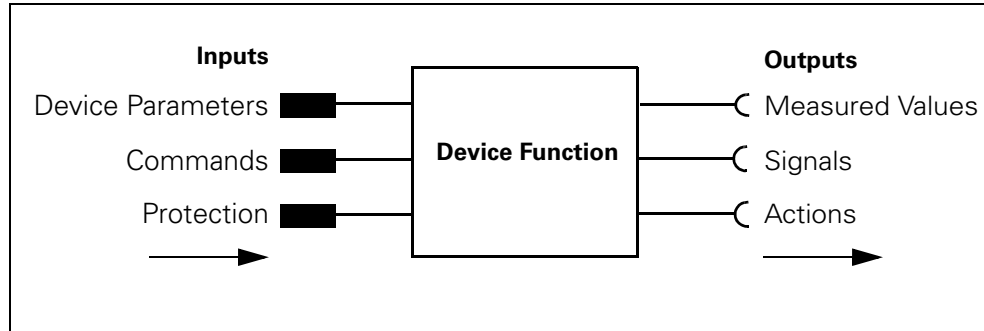 Inputs
Outputs
Device Parameters
Measured Values
Commands
Device Function
Signals
Protection
Actions